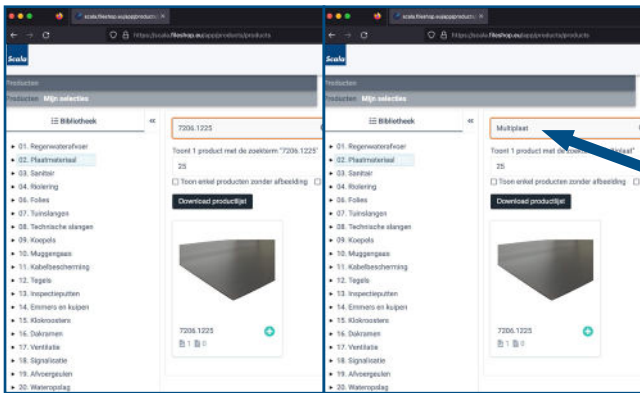 scala.fileshop.eu/app/products
https://scala.fileshop.eu/app/products/products
Scala
Producten
Producten Mijn selecties
Bibliotheek
01. Regenwaterafvoer
02. Plaatmateriaal
03. Sanitair
04. Riolering
06. Folies
07. Tuinslangen
08. Technische slangen
09. Koepels
10. Muggengaas
11. Kabelbescherming
12. Tegels
13. Inspectieputten
14. Emmers en kuipen
15. Klokroosters
16. Dakramen
17. Ventilatie
18. Signalisatie
19. Afvoergeulen
20. Wateropslag
7206.1225
Toont 1 product met de zoekterm "7206.1225"
25
Toon enkel producten zonder afbeelding
Download productlijst
7206.1225
1 0
scala.fileshop.eu/app/products
https://scala.fileshop.eu/app/products/products
Scala
Producten
Producten Mijn selecties
Bibliotheek
01. Regenwaterafvoer
02. Plaatmateriaal
03. Sanitair
04. Riolering
06. Folies
07. Tuinslangen
08. Technische slangen
09. Koepels
10. Muggengaas
11. Kabelbescherming
12. Tegels
13. Inspectieputten
14. Emmers en kuipen
15. Klokroosters
16. Dakramen
17. Ventilatie
18. Signalisatie
19. Afvoergeulen
20. Wateropslag
Multiplaat
Toont 1 product met de zoekterm
25
Toon enkel producten zonder afbeelding
Download productlijst
7206.1225
1 0